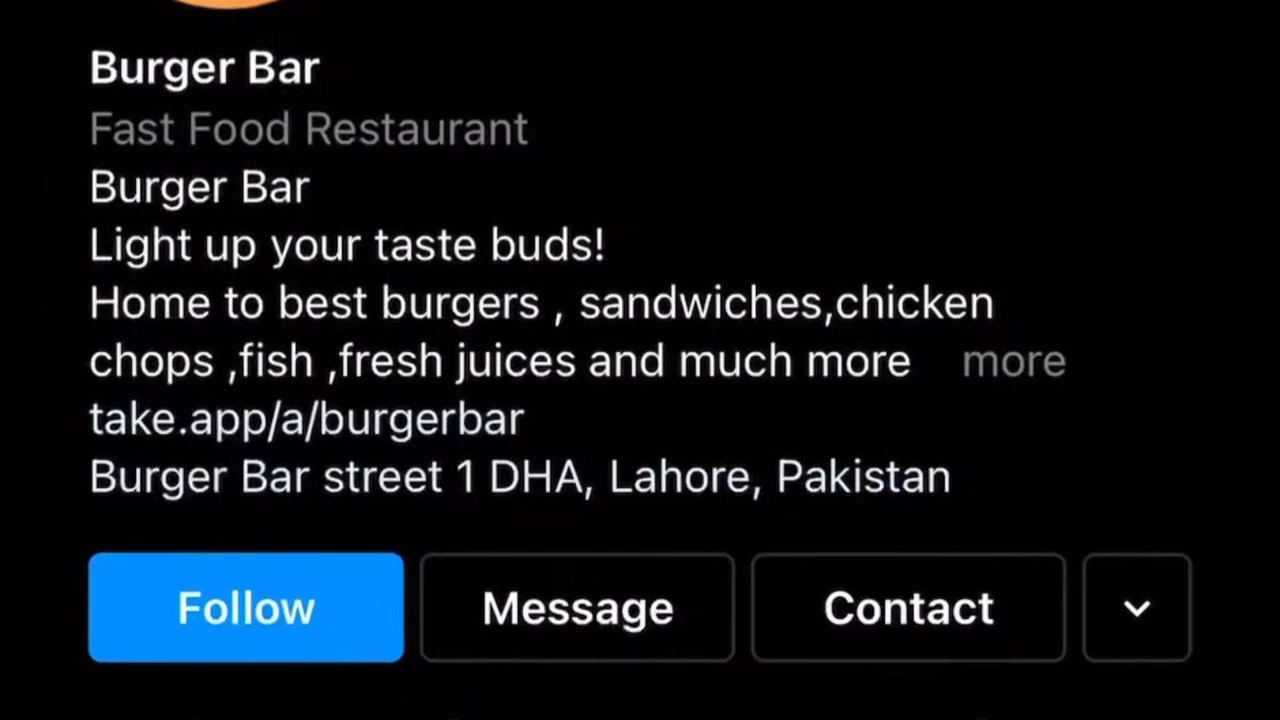 Burger Bar
Fast Food Restaurant
Burger Bar
Light up your taste buds!
Home to best burgers , sandwiches,chicken
chops ,fish ,fresh juices and much more more
take.app/a/burgerbar
Burger Bar street 1 DHA, Lahore, Pakistan
Follow Message Contact